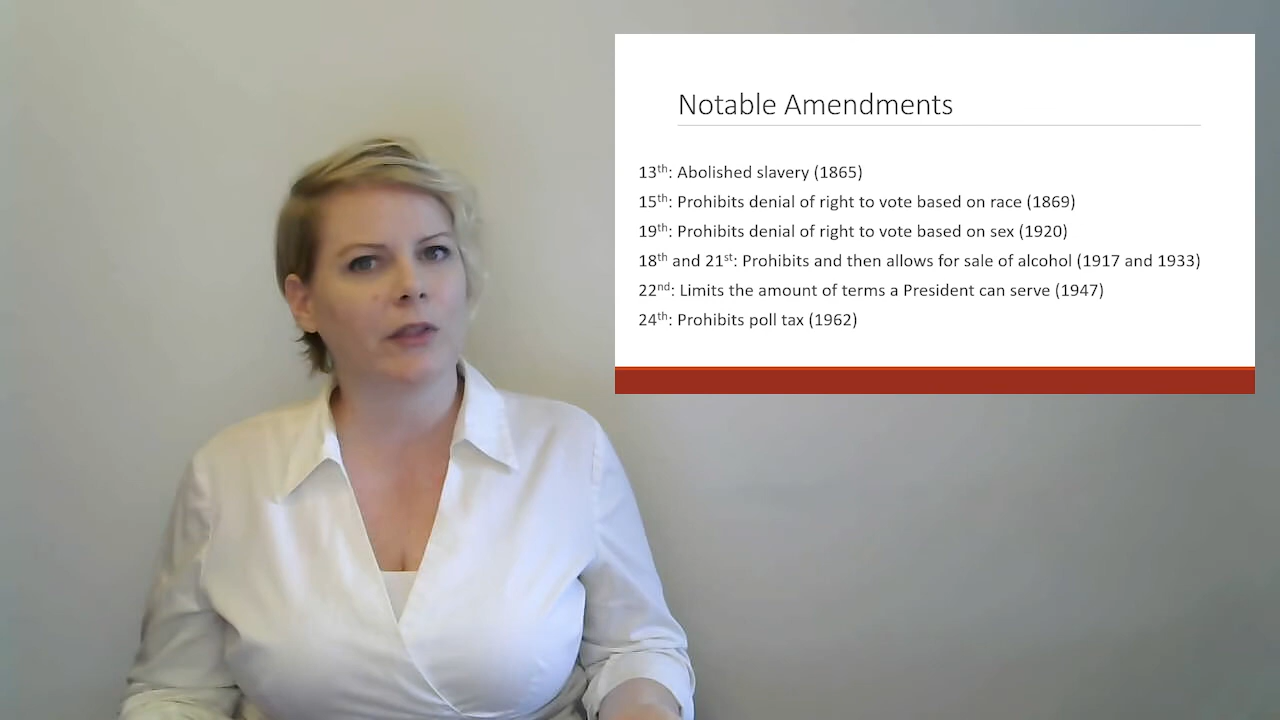 Notable Amendments
13th: Abolished slavery (1865)
15th: Prohibits denial of right to vote based on race (1869)
19th: Prohibits denial of right to vote based on sex (1920)
18th and 21st: Prohibits and then allows for sale of alcohol (1917 and 1933)
22nd: Limits the amount of terms a President can serve (1947)
24th: Prohibits poll tax (1962)